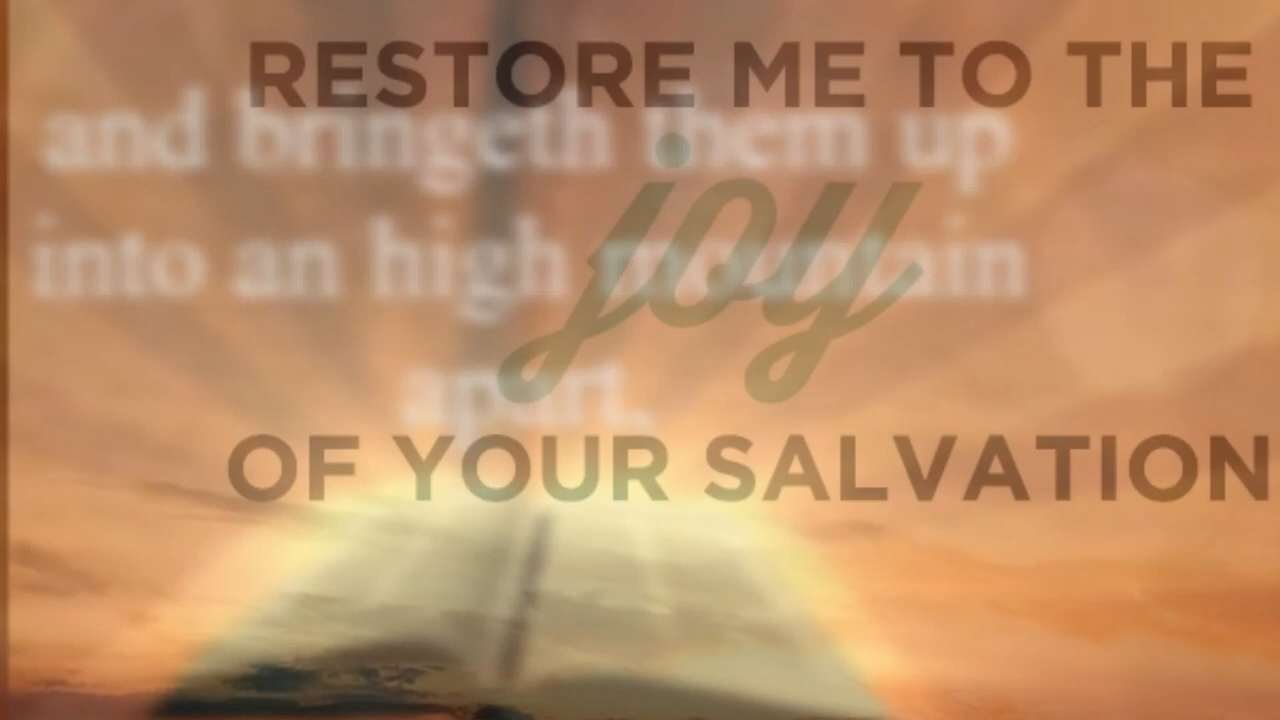 RESTORE ME TO THE
joy
OF YOUR SALVATION
and bringeth them up
into an high mountain
apart,